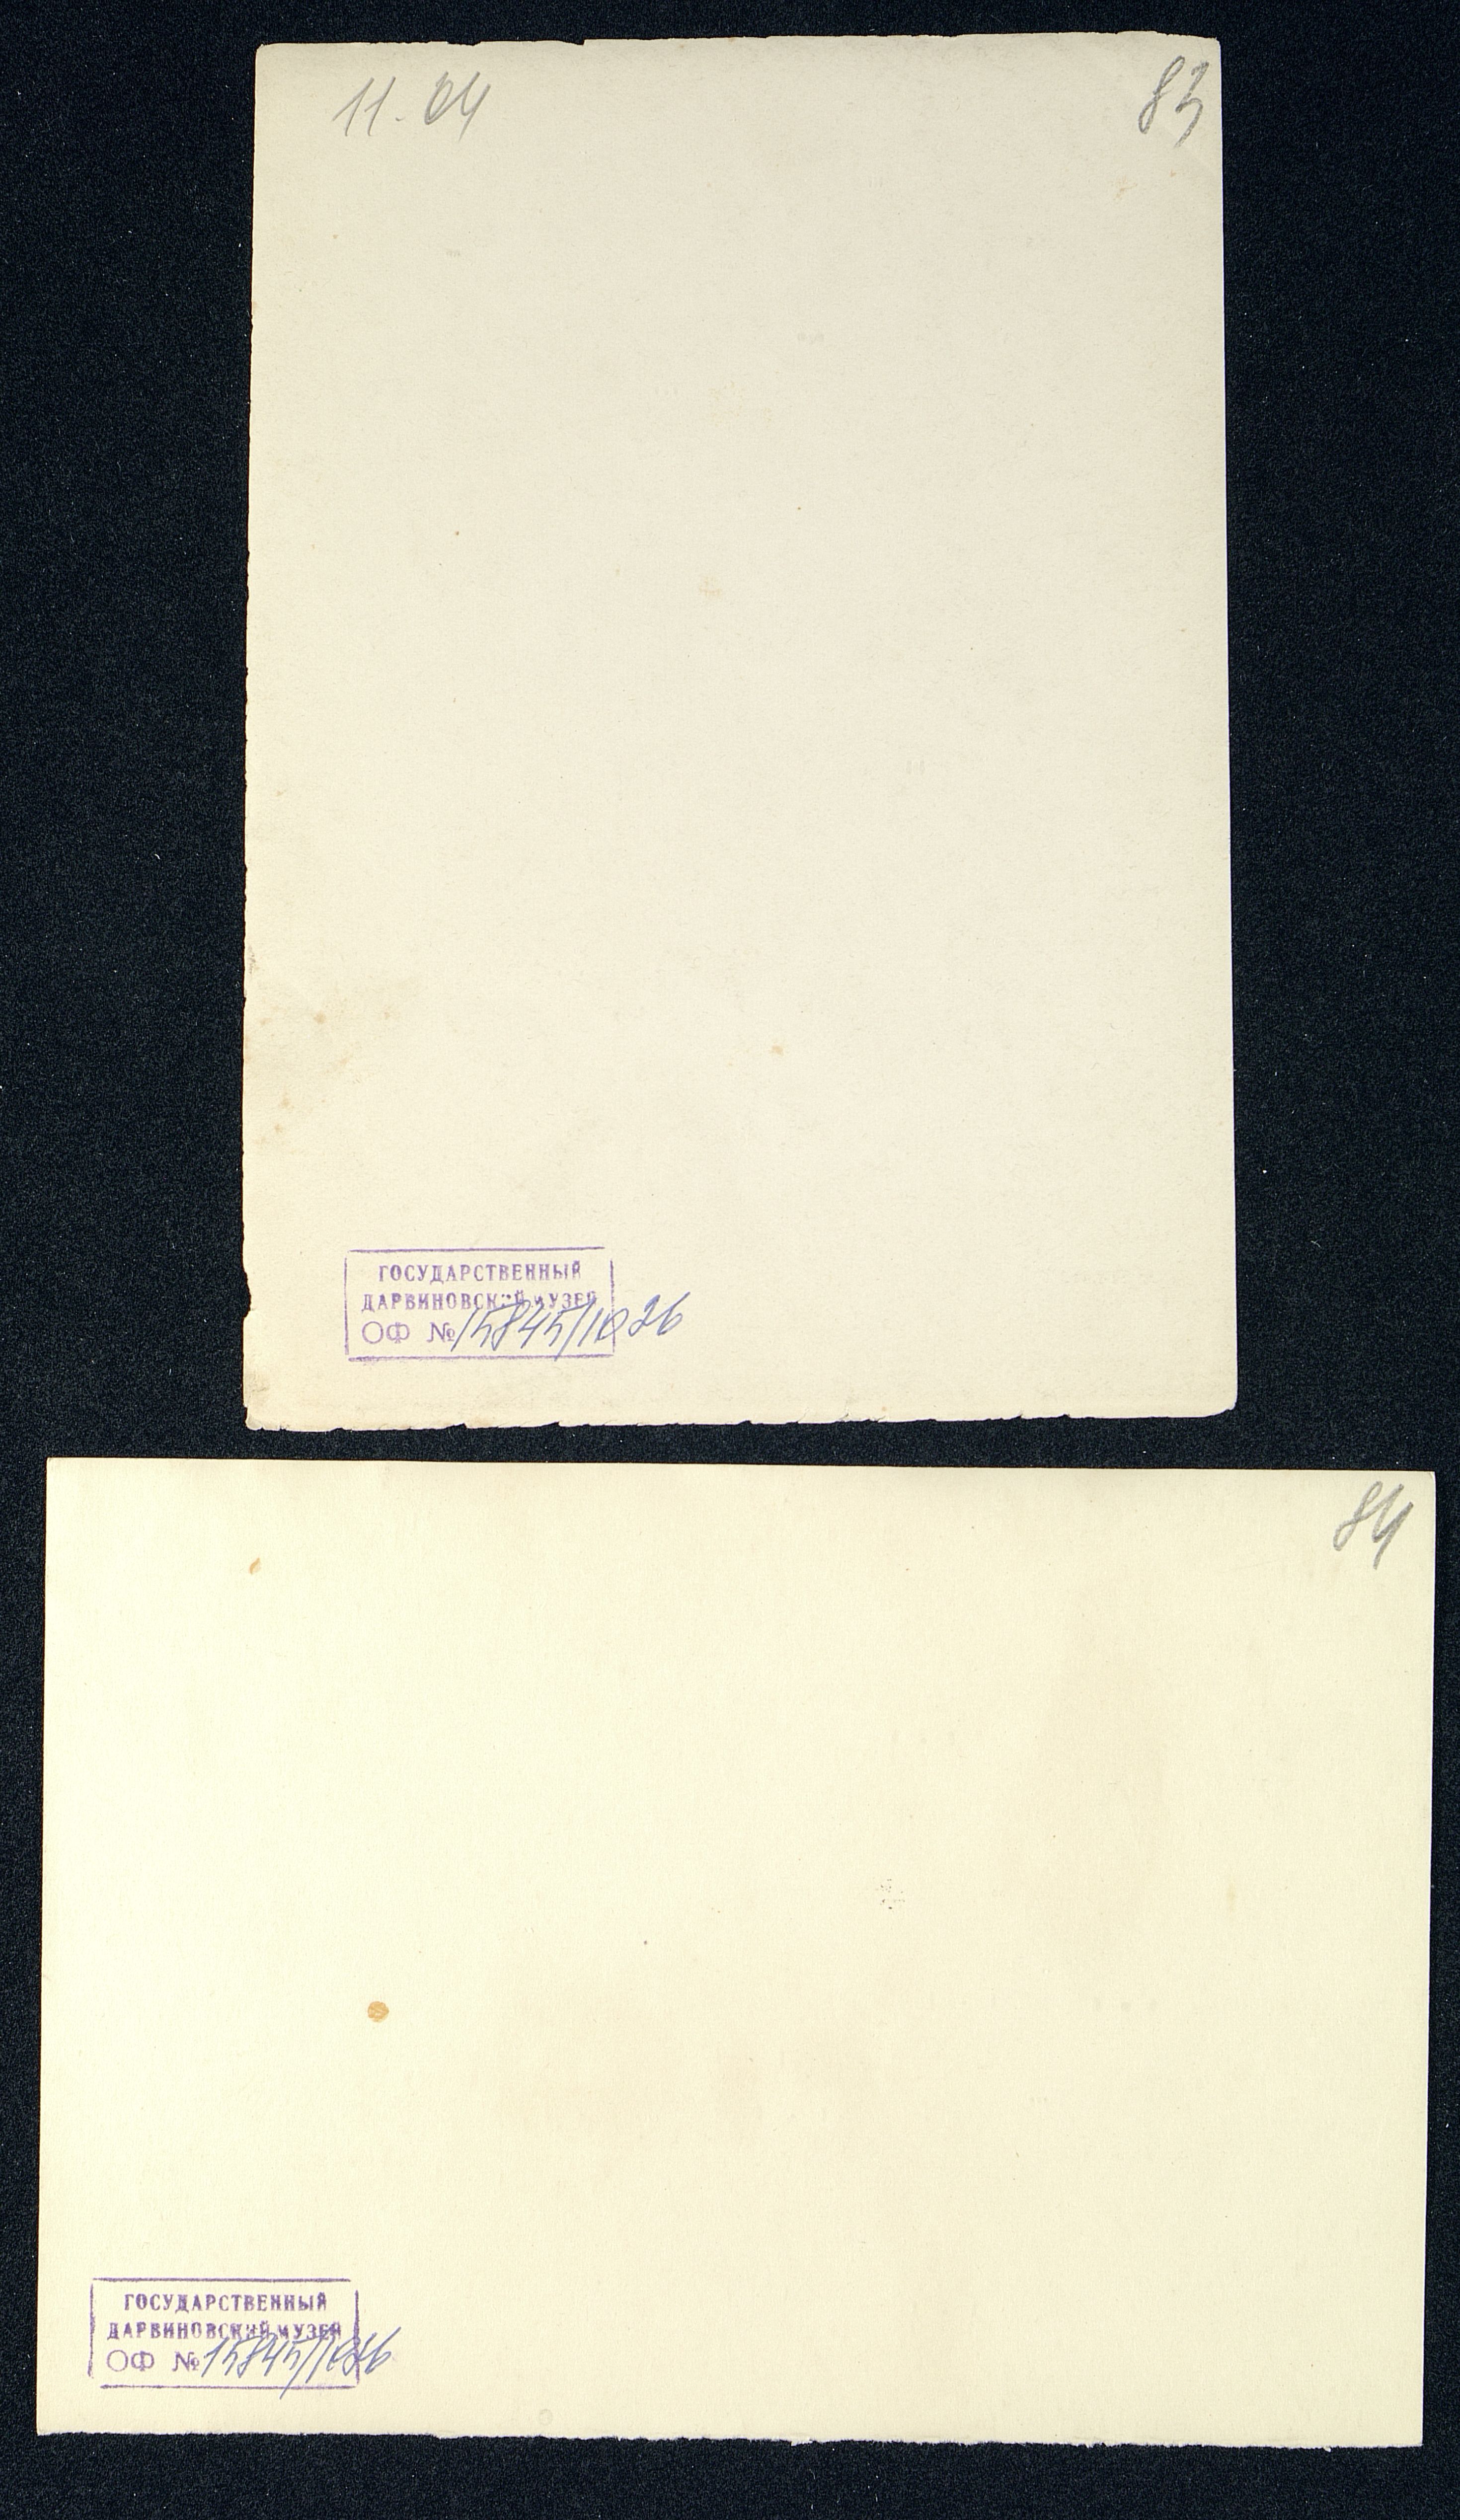 11.04
83
ГОСУДАРСТВЕННЫЙ
ДАРВИНОВСКИЙ МУЗЕЙ
ОФ № 15845/1026
84
ГОСУДАРСТВЕННЫЙ
ДАРВИНОВСКИЙ МУЗЕЙ
ОФ № 15845/1026